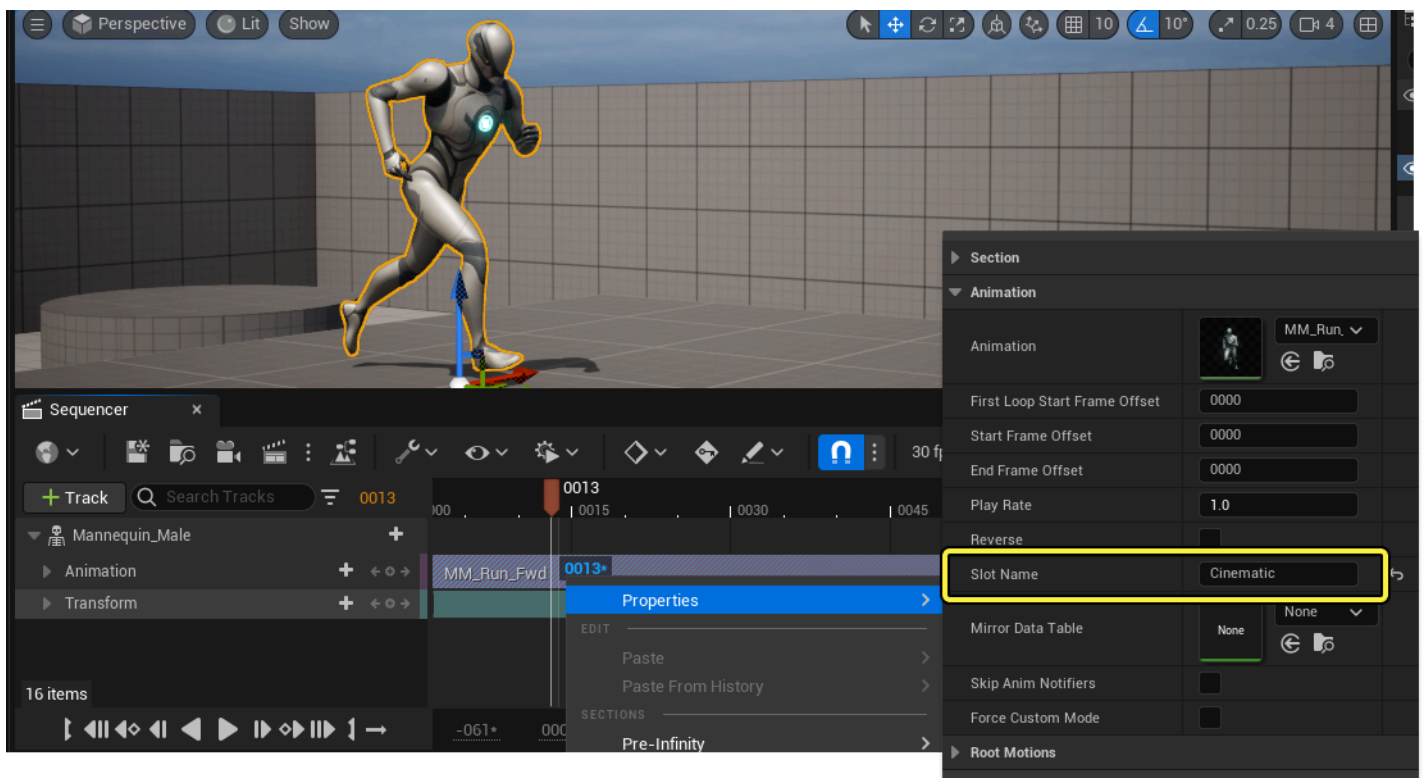 Perspective
Lit
Show
10
10°
0.25
4
Section
Animation
Animation
MM_Run_
First Loop Start Frame Offset
0000
Start Frame Offset
0000
End Frame Offset
0000
Play Rate
1.0
Reverse
Slot Name
Cinematic
Mirror Data Table
None
None
Skip Anim Notifiers
Force Custom Mode
Root Motions
Sequencer
30 f
+ Track
Search Tracks
0013
0013
000
0015
0030
0045
Mannequin_Male
Animation
MM_Run_Fwd
0013*
Transform
Properties
EDIT
Paste
Paste From History
SECTIONS
Pre-Infinity
16 items
-061*
000